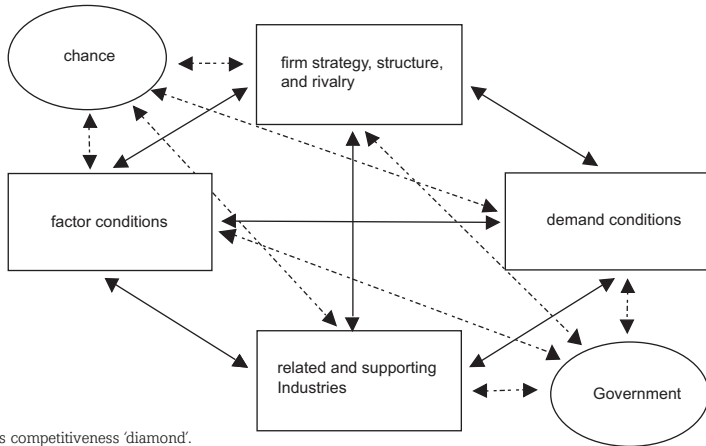 chance
firm strategy, structure,
and rivalry
factor conditions
demand conditions
related and supporting
Industries
Government
s competitiveness ‘diamond’.